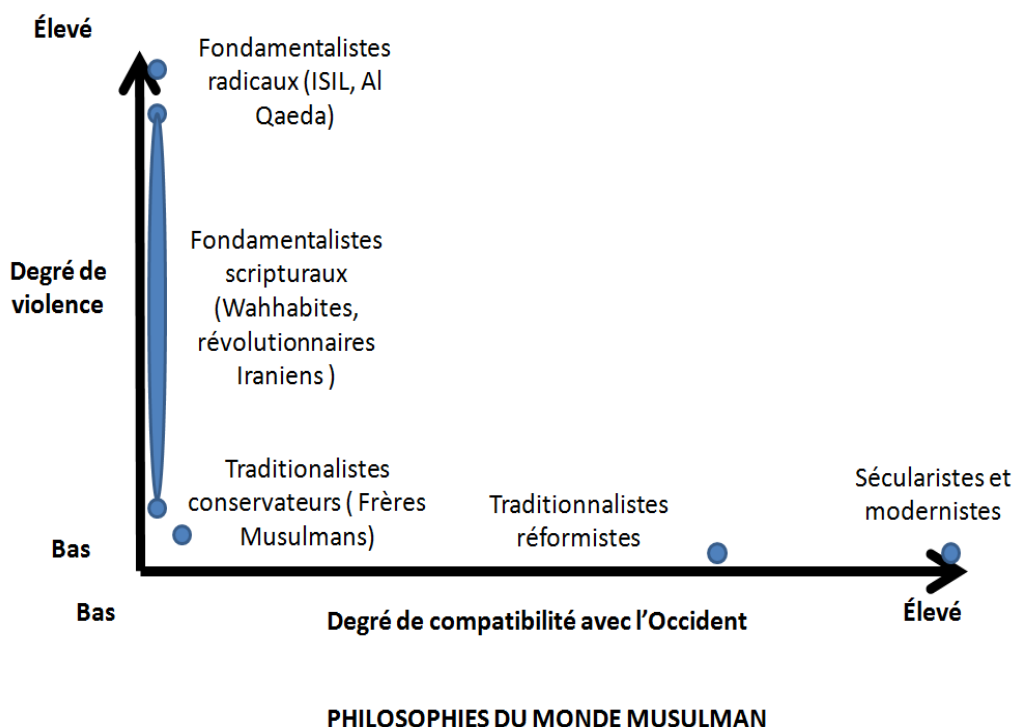 Élevé
Fondamentalistes
radicaux (ISIL, Al
Qaeda)
Degré de
violence
Fondamentalistes
scripturaux
(Wahhabites,
révolutionnaires
Iraniens )
Traditionalistes
conservateurs ( Frères
Musulmans)
Traditionnalistes
réformistes
Sécularistes et
modernistes
Bas
Bas
Degré de compatibilité avec l’Occident
Élevé
PHILOSOPHIES DU MONDE MUSULMAN